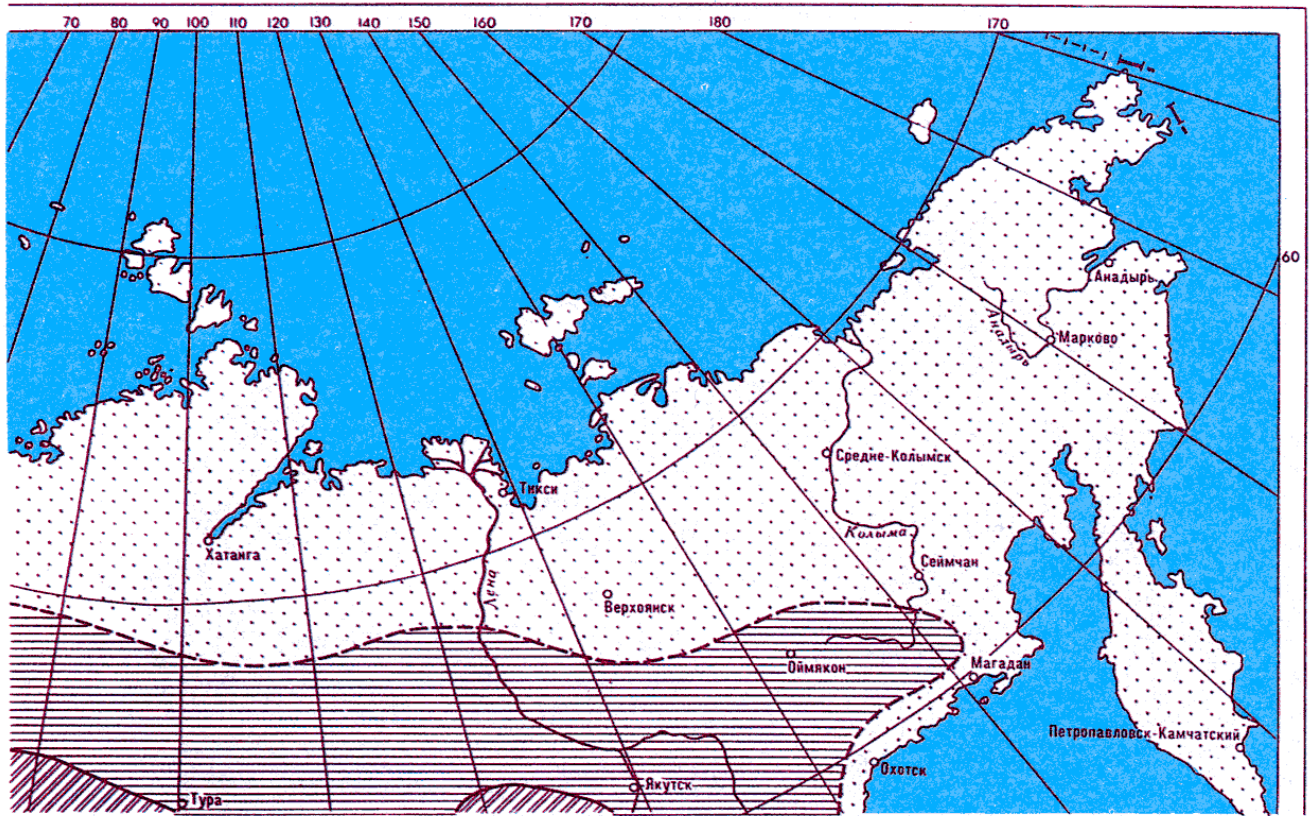 70 80 90 100 110 120 130 140 150 160 170 180 170
60
Анадырь
Анадырь
Марково
Средне-Колымск
Тикси
Колыма
Хатанга
Сеймчан
Лена
Верхоянск
Оймякон
Магадан
Петропавловск-Камчатский
Охотск
Якутск
Тура